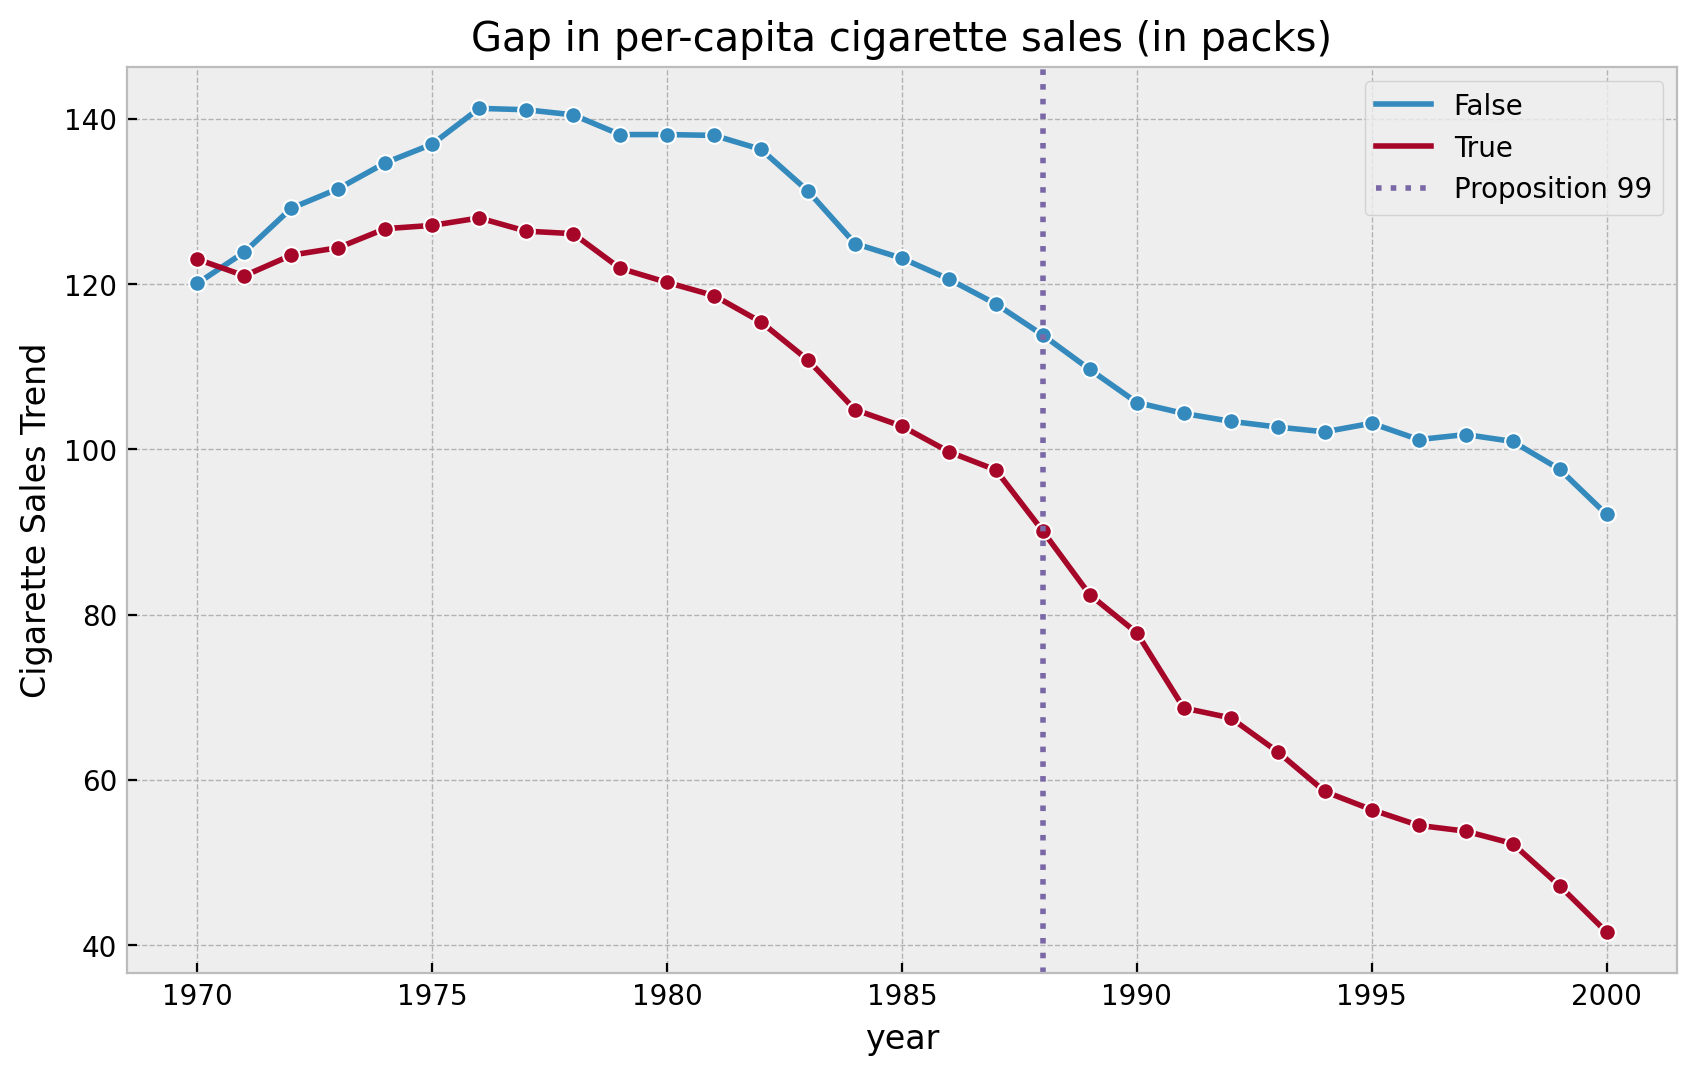 Gap in per-capita cigarette sales (in packs)
False
True
Proposition 99
Cigarette Sales Trend
140
120
100
80
60
40
1970 1975 1980 1985 1990 1995 2000
year